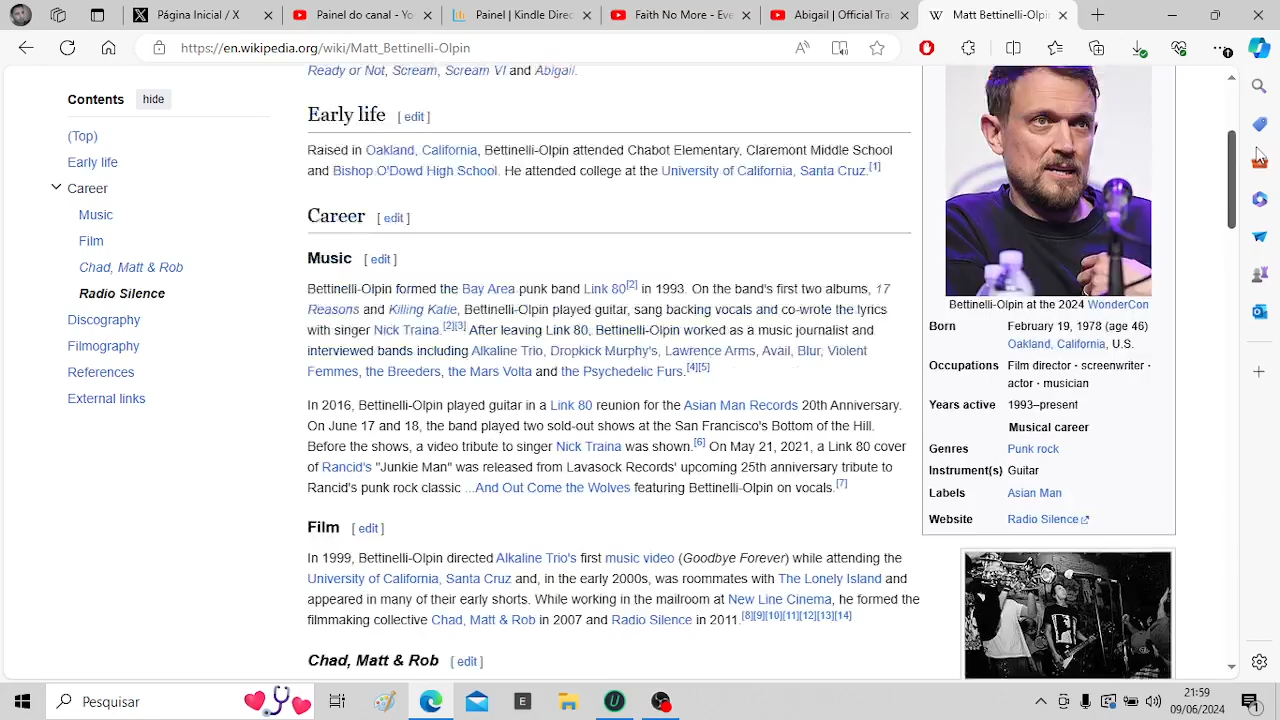 Página inicial / X
Painel do canal - Yo
Painel | Kindle Direc
Faith No More - Eve
Abigail | Official Tra
Matt Bettinelli-Olpin
https://en.wikipedia.org/wiki/Matt_Bettinelli-Olpin
Ready or Not, Scream, Scream VI and Abigail.
Contents hide
(Top)
Early life
Career
Music
Film
Chad, Matt & Rob
Radio Silence
Discography
Filmography
References
External links
Early life [ edit ]
Raised in Oakland, California, Bettinelli-Olpin attended Chabot Elementary, Claremont Middle School
and Bishop O'Dowd High School. He attended college at the University of California, Santa Cruz.[1]
Career [ edit ]
Music [ edit ]
Bettinelli-Olpin formed the Bay Area punk band Link 80[2] in 1993. On the band's first two albums, 17
Reasons and Killing Katie, Bettinelli-Olpin played guitar, sang backing vocals and co-wrote the lyrics
with singer Nick Traina.[2][3] After leaving Link 80, Bettinelli-Olpin worked as a music journalist and
interviewed bands including Alkaline Trio, Dropkick Murphy's, Lawrence Arms, Avail, Blur, Violent
Femmes, the Breeders, the Mars Volta and the Psychedelic Furs.[4][5]
In 2016, Bettinelli-Olpin played guitar in a Link 80 reunion for the Asian Man Records 20th Anniversary.
On June 17 and 18, the band played two sold-out shows at the San Francisco's Bottom of the Hill.
Before the shows, a video tribute to singer Nick Traina was shown.[6] On May 21, 2021, a Link 80 cover
of Rancid's "Junkie Man" was released from Lavasock Records' upcoming 25th anniversary tribute to
Rancid's punk rock classic ...And Out Come the Wolves featuring Bettinelli-Olpin on vocals.[7]
Film [ edit ]
In 1999, Bettinelli-Olpin directed Alkaline Trio's first music video (Goodbye Forever) while attending the
University of California, Santa Cruz and, in the early 2000s, was roommates with The Lonely Island and
appeared in many of their early shorts. While working in the mailroom at New Line Cinema, he formed the
filmmaking collective Chad, Matt & Rob in 2007 and Radio Silence in 2011.[8][9][10][11][12][13][14]
Chad, Matt & Rob [ edit ]
Bettinelli-Olpin at the 2024 WonderCon
Born February 19, 1978 (age 46)
Oakland, California, U.S.
Occupations Film director · screenwriter ·
actor · musician
Years active 1993–present
Musical career
Genres Punk rock
Instrument(s) Guitar
Labels Asian Man
Website Radio Silence
Pesquisar
21:59
09/06/2024